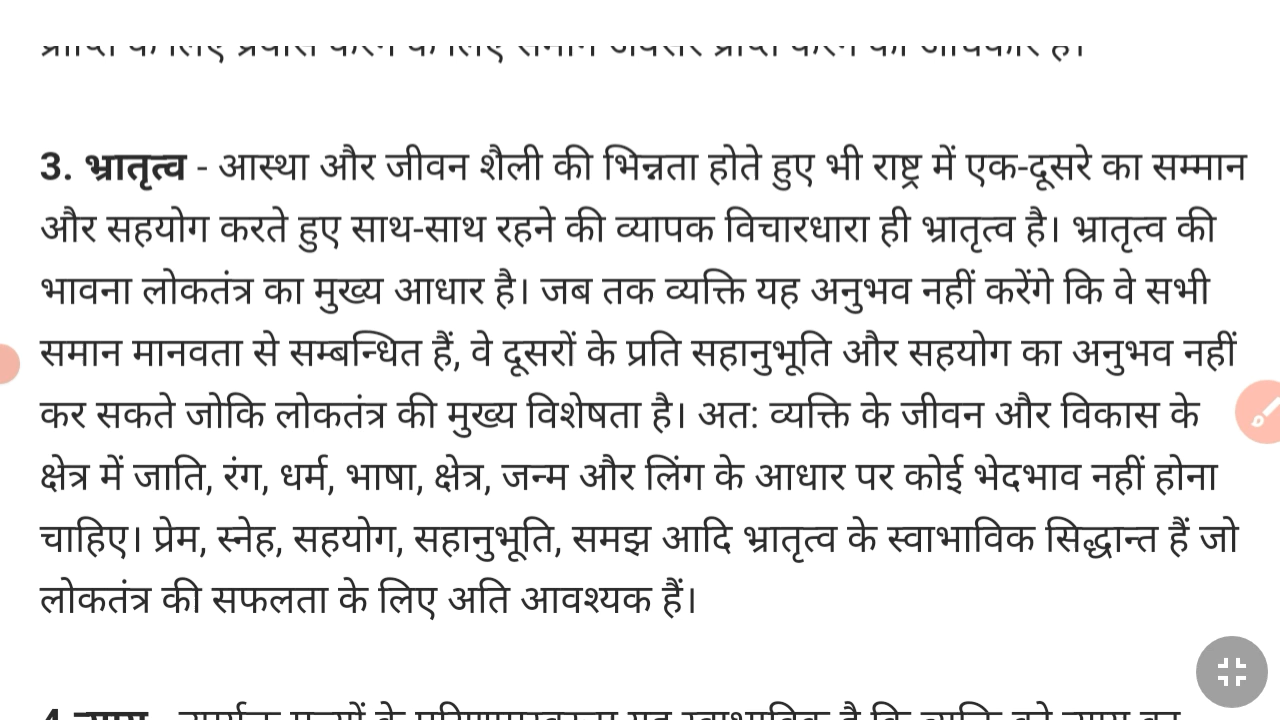 3. भ्रातृत्व - आस्था और जीवन शैली की भिन्नता होते हुए भी राष्ट्र में एक-दूसरे का सम्मान
और सहयोग करते हुए साथ-साथ रहने की व्यापक विचारधारा ही भ्रातृत्व है। भ्रातृत्व की
भावना लोकतंत्र का मुख्य आधार है। जब तक व्यक्ति यह अनुभव नहीं करेंगे कि वे सभी
समान मानवता से सम्बन्धित हैं, वे दूसरों के प्रति सहानुभूति और सहयोग का अनुभव नहीं
कर सकते जोकि लोकतंत्र की मुख्य विशेषता है। अत: व्यक्ति के जीवन और विकास के
क्षेत्र में जाति, रंग, धर्म, भाषा, क्षेत्र, जन्म और लिंग के आधार पर कोई भेदभाव नहीं होना
चाहिए। प्रेम, स्नेह, सहयोग, सहानुभूति, समझ आदि भ्रातृत्व के स्वाभाविक सिद्धान्त हैं जो
लोकतंत्र की सफलता के लिए अति आवश्यक हैं।